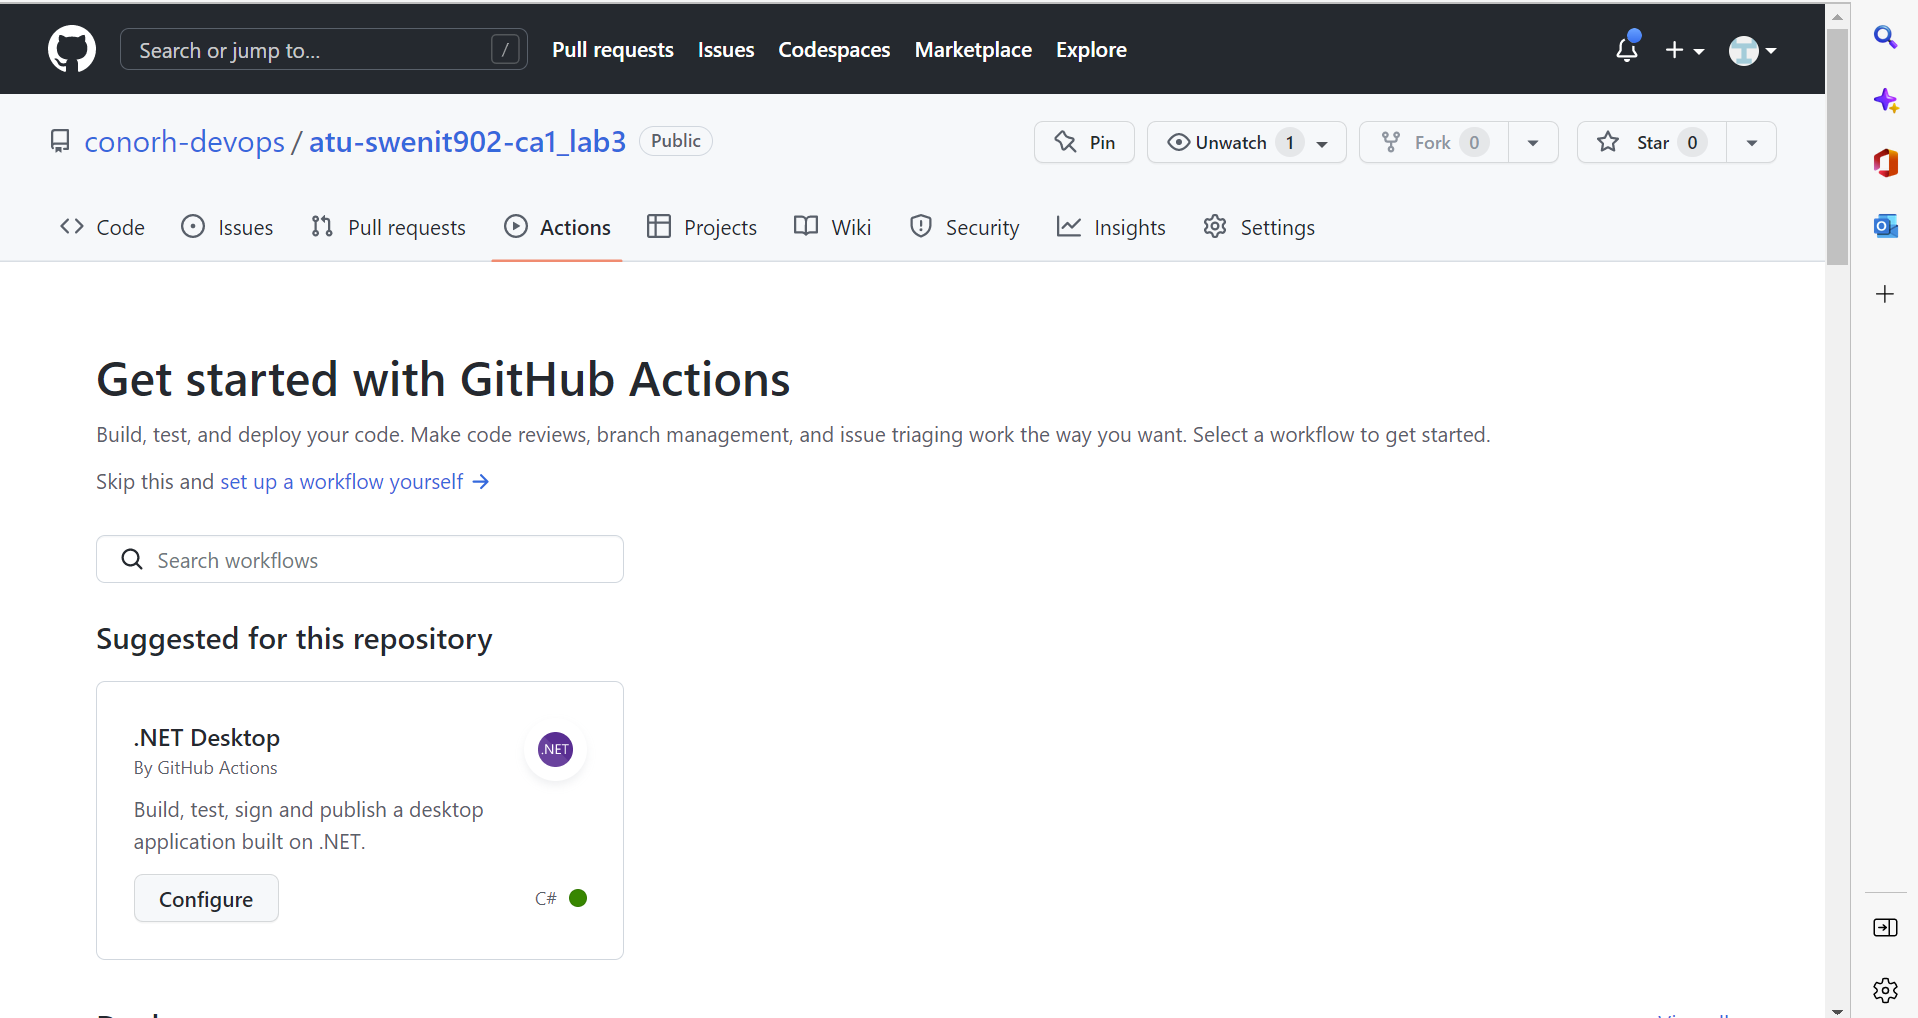 Search or jump to...
/
Pull requests
Issues
Codespaces
Marketplace
Explore
conorh-devops / atu-swenit902-ca1_lab3
Public
Pin
Unwatch 1
Fork 0
Star 0
Code
Issues
Pull requests
Actions
Projects
Wiki
Security
Insights
Settings
Get started with GitHub Actions
Build, test, and deploy your code. Make code reviews, branch management, and issue triaging work the way you want. Select a workflow to get started.
Skip this and set up a workflow yourself →
Search workflows
Suggested for this repository
.NET Desktop
.NET
By GitHub Actions
Build, test, sign and publish a desktop
application built on .NET.
Configure
C#